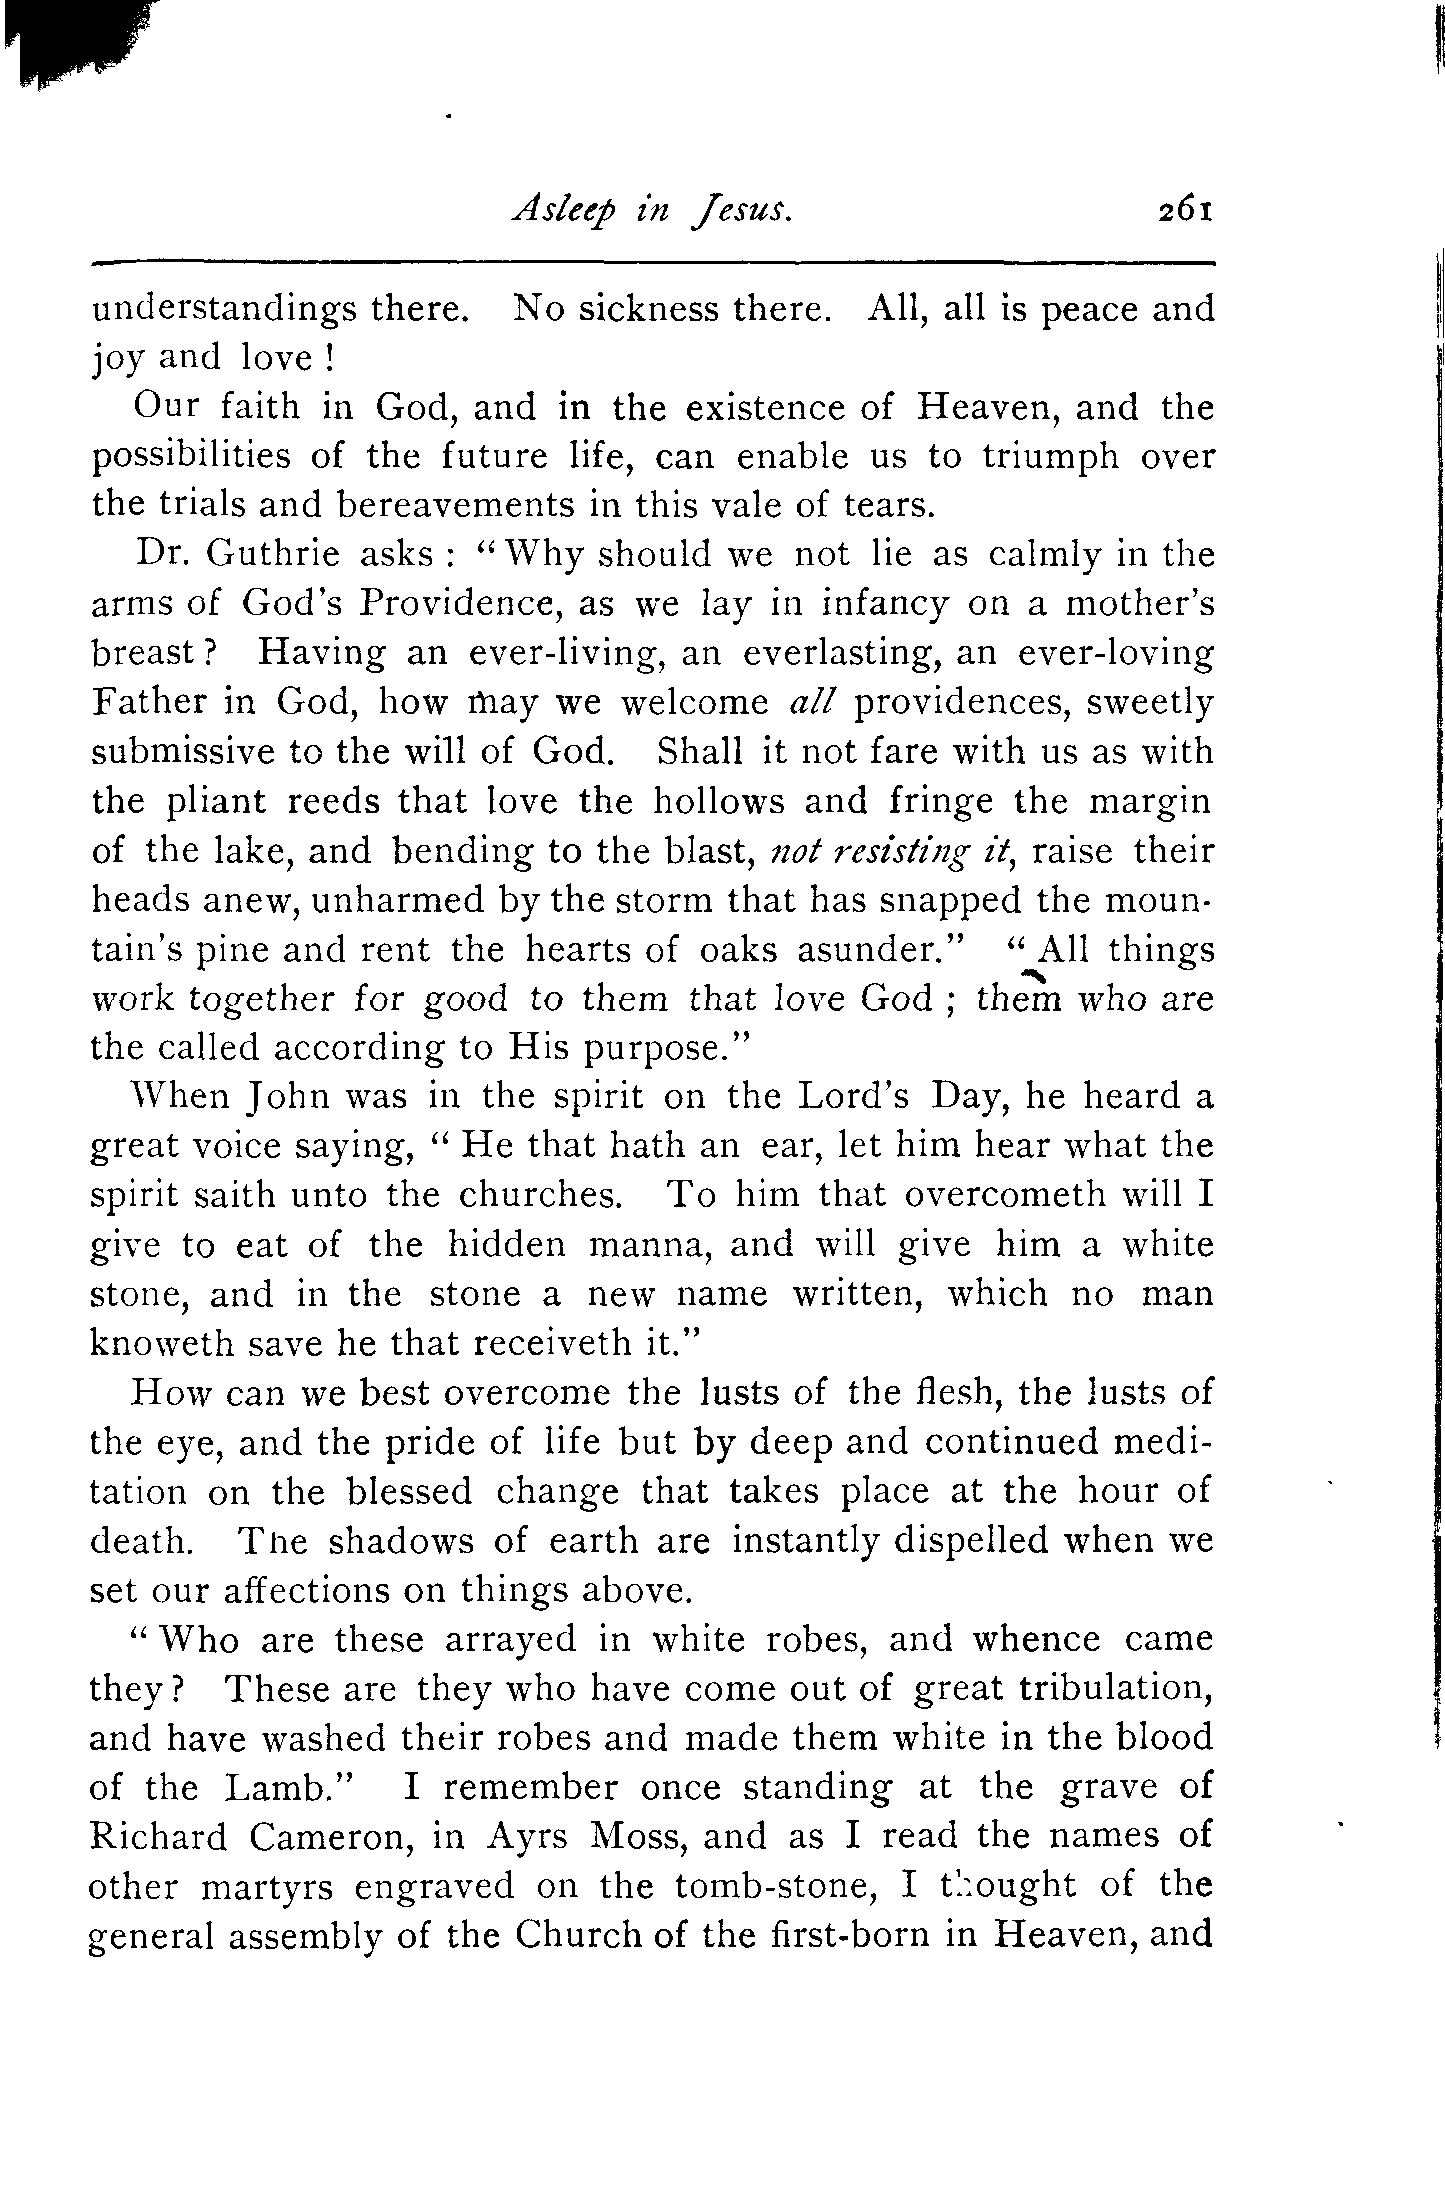 Asleep in Jesus. 261
understandings there. No sickness there. All, all is peace and
joy and love !
Our faith in God, and in the existence of Heaven, and the
possibilities of the future life, can enable us to triumph over
the trials and bereavements in this vale of tears.
Dr. Guthrie asks : “ Why should we not lie as calmly in the
arms of God's Providence, as we lay in infancy on a mother's
breast ? Having an ever-living, an everlasting, an ever-loving
Father in God, how may we welcome all providences, sweetly
submissive to the will of God. Shall it not fare with us as with
the pliant reeds that love the hollows and fringe the margin
of the lake, and bending to the blast, not resisting it, raise their
heads anew, unharmed by the storm that has snapped the moun-
tain's pine and rent the hearts of oaks asunder.” “ All things
work together for good to them that love God ; them who are
the called according to His purpose.”
When John was in the spirit on the Lord's Day, he heard a
great voice saying, “ He that hath an ear, let him hear what the
spirit saith unto the churches. To him that overcometh will I
give to eat of the hidden manna, and will give him a white
stone, and in the stone a new name written, which no man
knoweth save he that receiveth it.”
How can we best overcome the lusts of the flesh, the lusts of
the eye, and the pride of life but by deep and continued medi-
tation on the blessed change that takes place at the hour of
death. The shadows of earth are instantly dispelled when we
set our affections on things above.
“ Who are these arrayed in white robes, and whence came
they ? These are they who have come out of great tribulation,
and have washed their robes and made them white in the blood
of the Lamb.” I remember once standing at the grave of
Richard Cameron, in Ayrs Moss, and as I read the names of
other martyrs engraved on the tomb-stone, I thought of the
general assembly of the Church of the first-born in Heaven, and